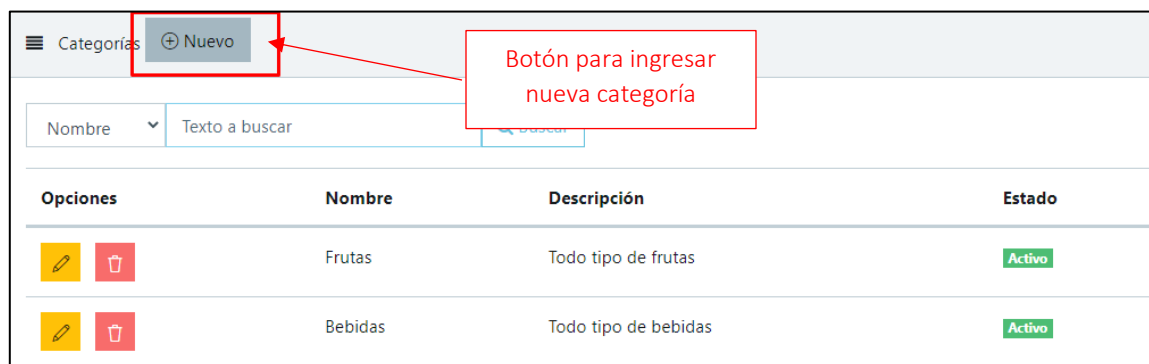 Categorías Nuevo
Botón para ingresar
nueva categoría
Nombre Texto a buscar Buscar
Opciones Nombre Descripción Estado
Frutas Todo tipo de frutas Activo
Bebidas Todo tipo de bebidas Activo